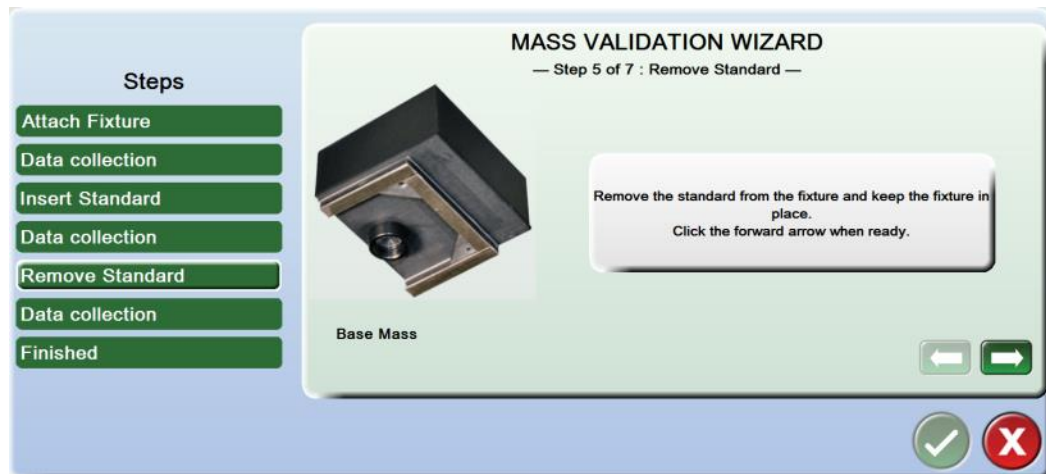 MASS VALIDATION WIZARD
— Step 5 of 7 : Remove Standard —
Steps
Attach Fixture
Data collection
Insert Standard
Data collection
Remove Standard
Data collection
Finished
Remove the standard from the fixture and keep the fixture in
place.
Click the forward arrow when ready.
Base Mass